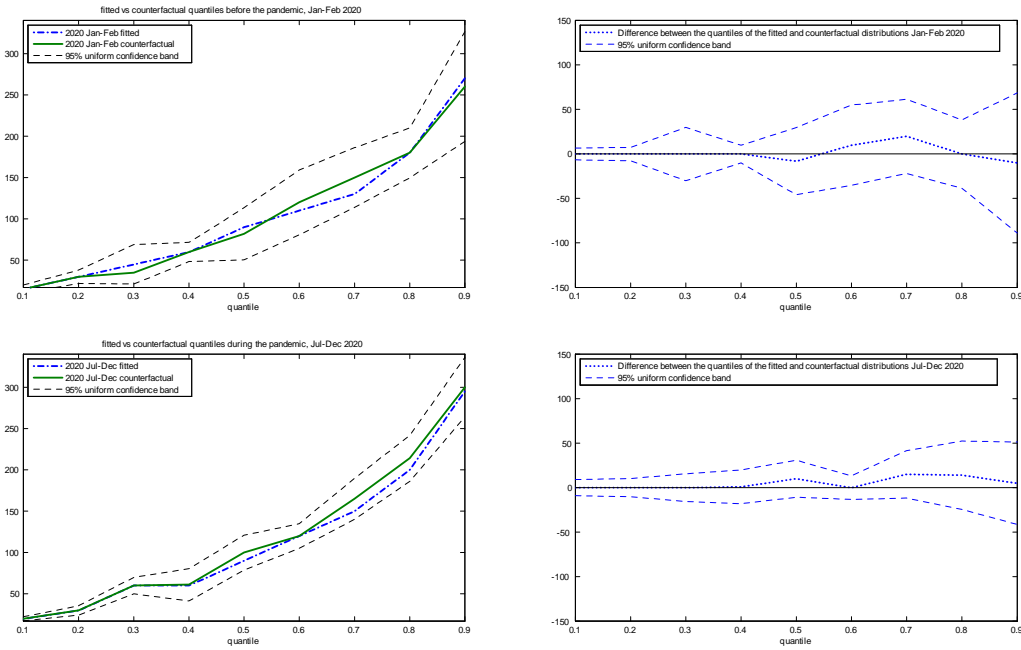 fitted vs counterfactual quantiles before the pandemic, Jan-Feb 2020
2020 Jan-Feb fitted
2020 Jan-Feb counterfactual
95% uniform confidence band
300
250
200
150
100
50
0.1 0.2 0.3 0.4 0.5 0.6 0.7 0.8 0.9
quantile
Difference between the quantiles of the fitted and counterfactual distributions Jan-Feb 2020
95% uniform confidence band
150
100
50
0
-50
-100
-150
0.1 0.2 0.3 0.4 0.5 0.6 0.7 0.8 0.9
quantile
fitted vs counterfactual quantiles during the pandemic, Jul-Dec 2020
2020 Jul-Dec fitted
2020 Jul-Dec counterfactual
95% uniform confidence band
300
250
200
150
100
50
0.1 0.2 0.3 0.4 0.5 0.6 0.7 0.8 0.9
quantile
Difference between the quantiles of the fitted and counterfactual distributions Jul-Dec 2020
95% uniform confidence band
150
100
50
0
-50
-100
-150
0.1 0.2 0.3 0.4 0.5 0.6 0.7 0.8 0.9
quantile